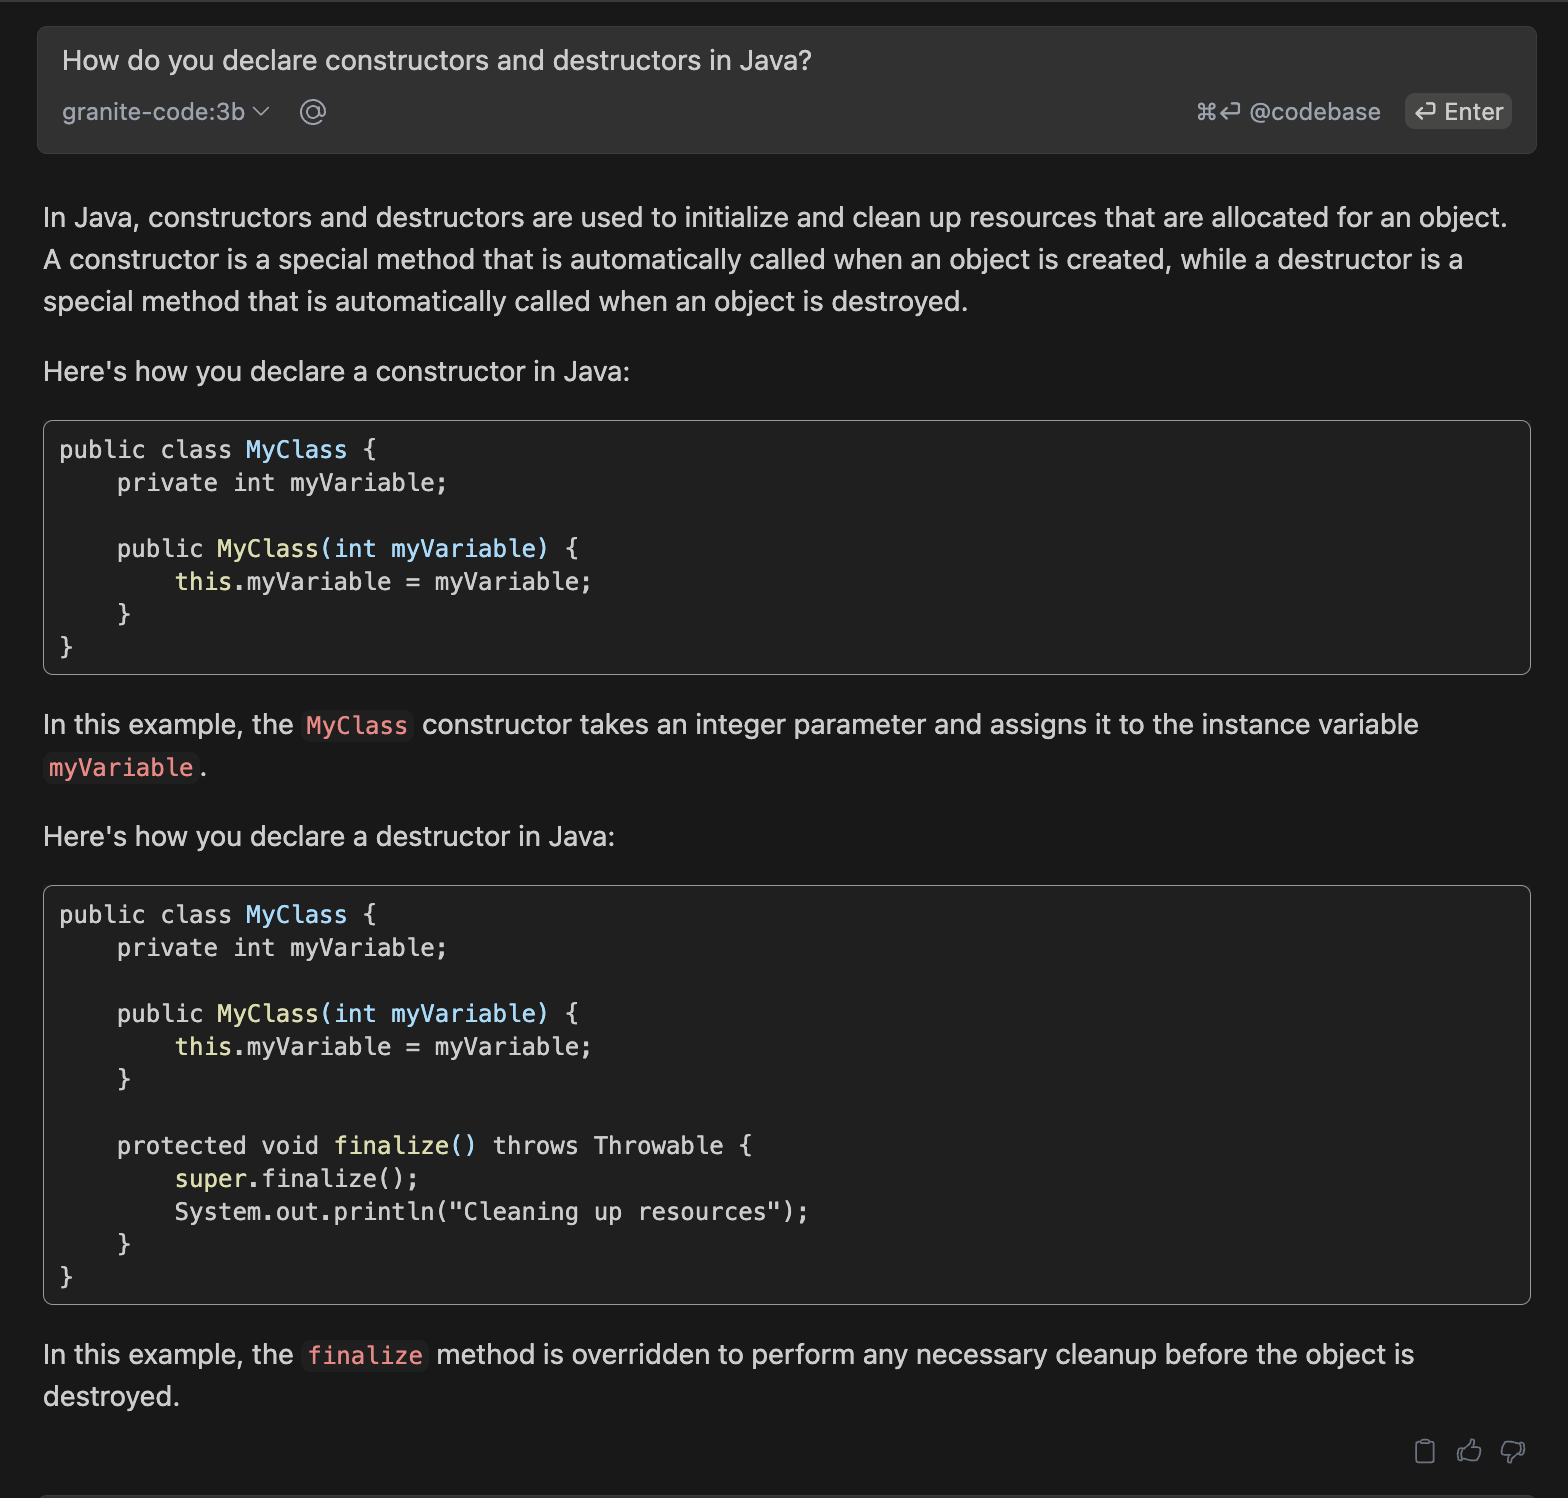 How do you declare constructors and destructors in Java?
granite-code:3b @ ⌘⏎ @codebase ⏎ Enter
In Java, constructors and destructors are used to initialize and clean up resources that are allocated for an object.
A constructor is a special method that is automatically called when an object is created, while a destructor is a
special method that is automatically called when an object is destroyed.
Here's how you declare a constructor in Java:
public class MyClass {
    private int myVariable;

    public MyClass(int myVariable) {
        this.myVariable = myVariable;
    }
}
In this example, the MyClass constructor takes an integer parameter and assigns it to the instance variable
myVariable.
Here's how you declare a destructor in Java:
public class MyClass {
    private int myVariable;

    public MyClass(int myVariable) {
        this.myVariable = myVariable;
    }

    protected void finalize() throws Throwable {
        super.finalize();
        System.out.println("Cleaning up resources");
    }
}
In this example, the finalize method is overridden to perform any necessary cleanup before the object is
destroyed.